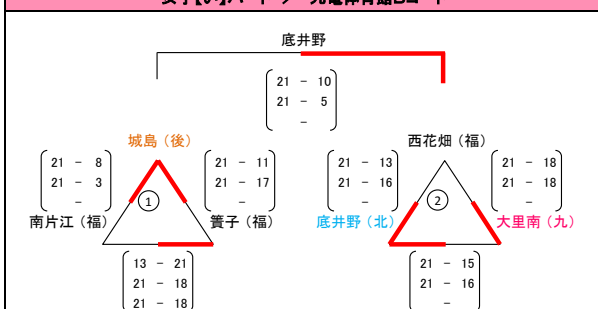 底井野
21 - 10
21 - 5
-
城島（後）
西花畑（福）
21 - 8
21 - 3
-
21 - 11
21 - 17
-
21 - 13
21 - 16
-
21 - 18
21 - 18
-
①
②
南片江（福）
簀子（福）
底井野（北）
大里南（九）
13 - 21
21 - 18
21 - 18
21 - 15
21 - 16
-